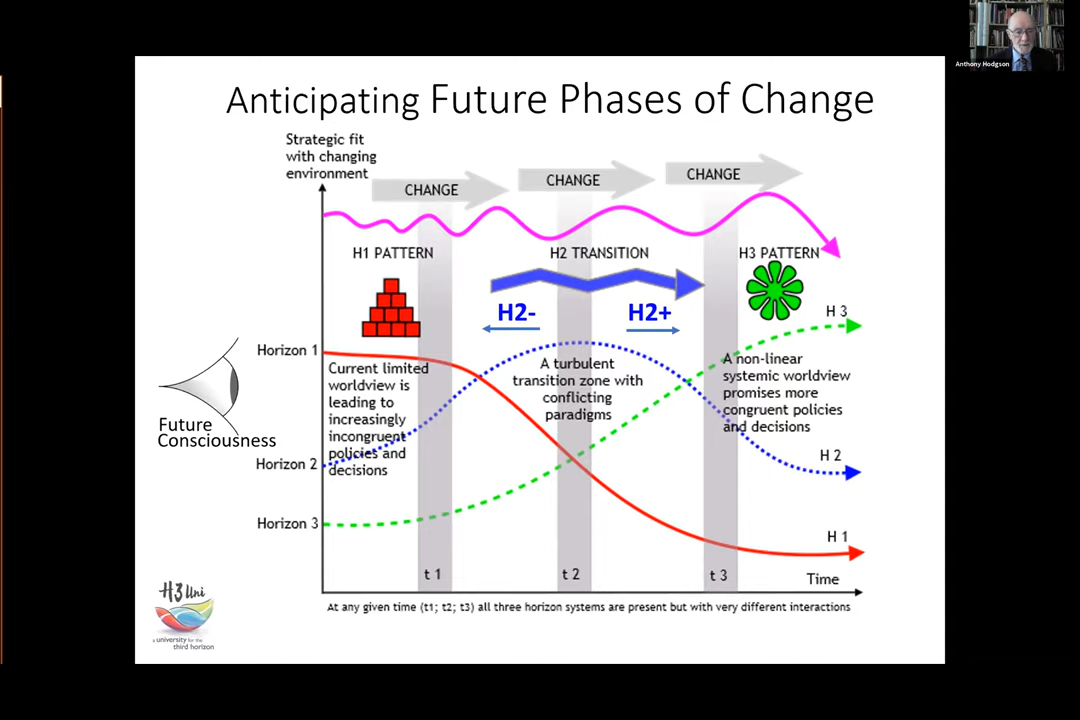 Anthony Hodgson
Anticipating Future Phases of Change
Strategic fit
with changing
environment
CHANGE
CHANGE
CHANGE
H1 PATTERN
H2 TRANSITION
H3 PATTERN
H2-
H2+
H 3
Horizon 1
Current limited
worldview is
leading to
increasingly
incongruent
policies and
decisions
A turbulent
transition zone with
conflicting
paradigms
A non-linear
systemic worldview
promises more
congruent policies
and decisions
Future
Consciousness
Horizon 2
H 2
Horizon 3
H 1
t 1
t 2
t 3
Time
At any given time (t1; t2; t3) all three horizon systems are present but with very different interactions
H3Uni
a university for the
third horizon